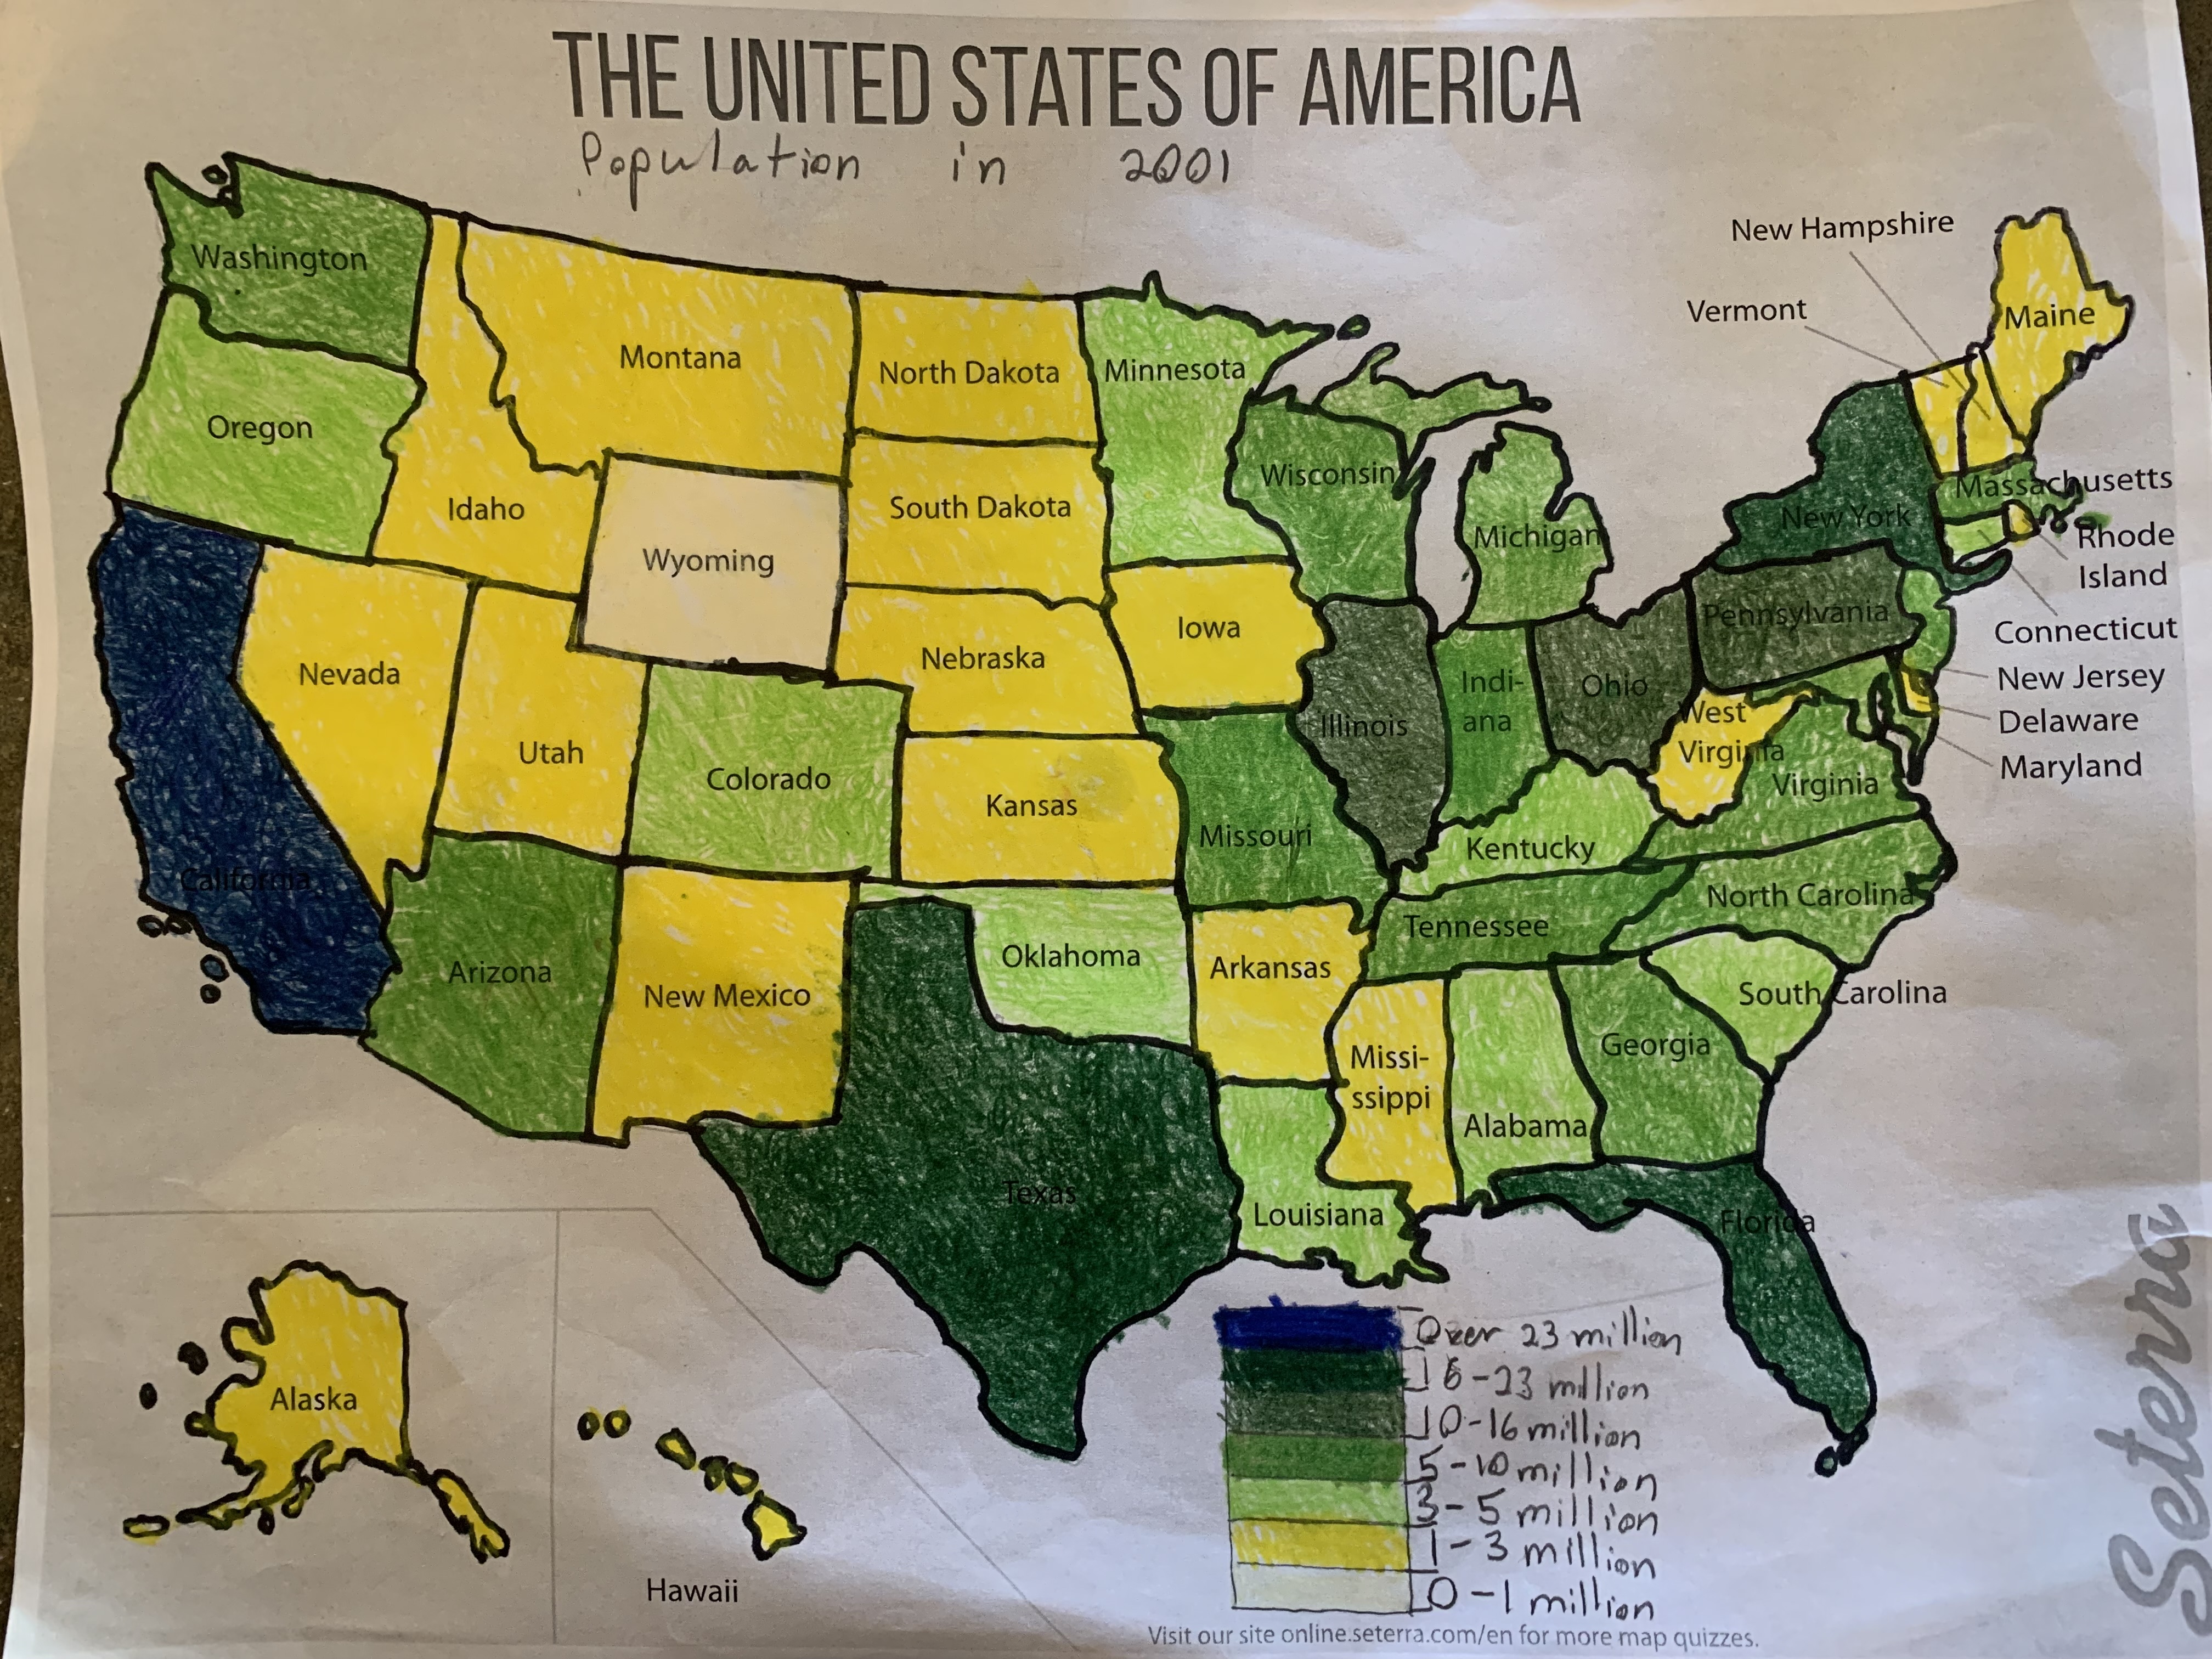 THE UNITED STATES OF AMERICA
Population in 2001
New Hampshire
Vermont
Maine
Washington
Montana
North Dakota
Minnesota
Oregon
Idaho
Wyoming
South Dakota
Wisconsin
Michigan
New York
Massachusetts
Rhode
Island
Connecticut
New Jersey
Delaware
Maryland
Pennsylvania
Iowa
Nebraska
Nevada
Utah
Colorado
Kansas
Illinois
Indi-
ana
Ohio
West
Virginia
Virginia
Missouri
Kentucky
California
Arizona
New Mexico
Oklahoma
Arkansas
Tennessee
North Carolina
South Carolina
Missi-
ssippi
Alabama
Georgia
Texas
Louisiana
Florida
Alaska
Hawaii
Over 23 million
16-23 million
10-16 million
5-10 million
3-5 million
1-3 million
0-1 million
Visit our site online.seterra.com/en for more map quizzes.
Seterra